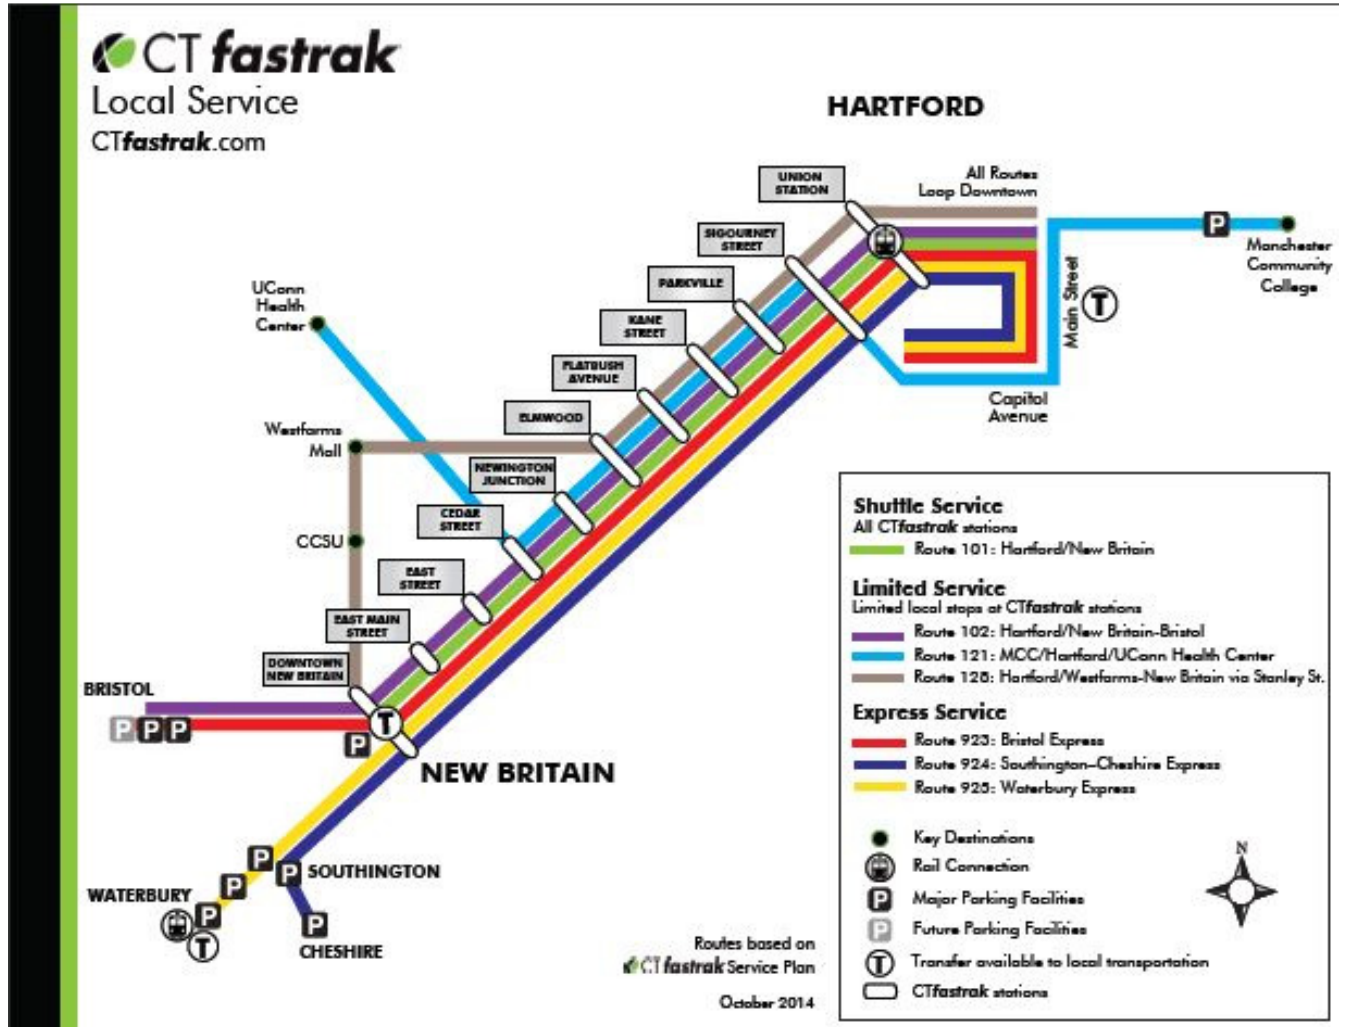 CT fastrak
Local Service
CTfastrak.com
HARTFORD
UNION
STATION
All Routes
Loop Downtown
SIGOURNEY
STREET
PARKVILLE
KANE
STREET
FLATBUSH
AVENUE
ELMWOOD
NEWINGTON
JUNCTION
CEDAR
STREET
EAST
STREET
EAST MAIN
STREET
DOWNTOWN
NEW BRITAIN
UConn
Health
Center
Westfarms
Mall
CCSU
P
Manchester
Community
College
Main Street
T
Capitol
Avenue
BRISTOL
P P P
T
P
NEW BRITAIN
P
P
P
P
SOUTHINGTON
WATERBURY
T
P
CHESHIRE
Shuttle Service
All CTfastrak stations
Route 101: Hartford/New Britain
Limited Service
Limited local stops at CTfastrak stations
Route 102: Hartford/New Britain-Bristol
Route 121: MCC/Hartford/UConn Health Center
Route 128: Hartford/Westfarms-New Britain via Stanley St.
Express Service
Route 923: Bristol Express
Route 924: Southington–Cheshire Express
Route 925: Waterbury Express
Key Destinations
Rail Connection
P Major Parking Facilities
P Future Parking Facilities
T Transfer available to local transportation
CTfastrak stations
N
Routes based on
CTfastrak Service Plan
October 2014